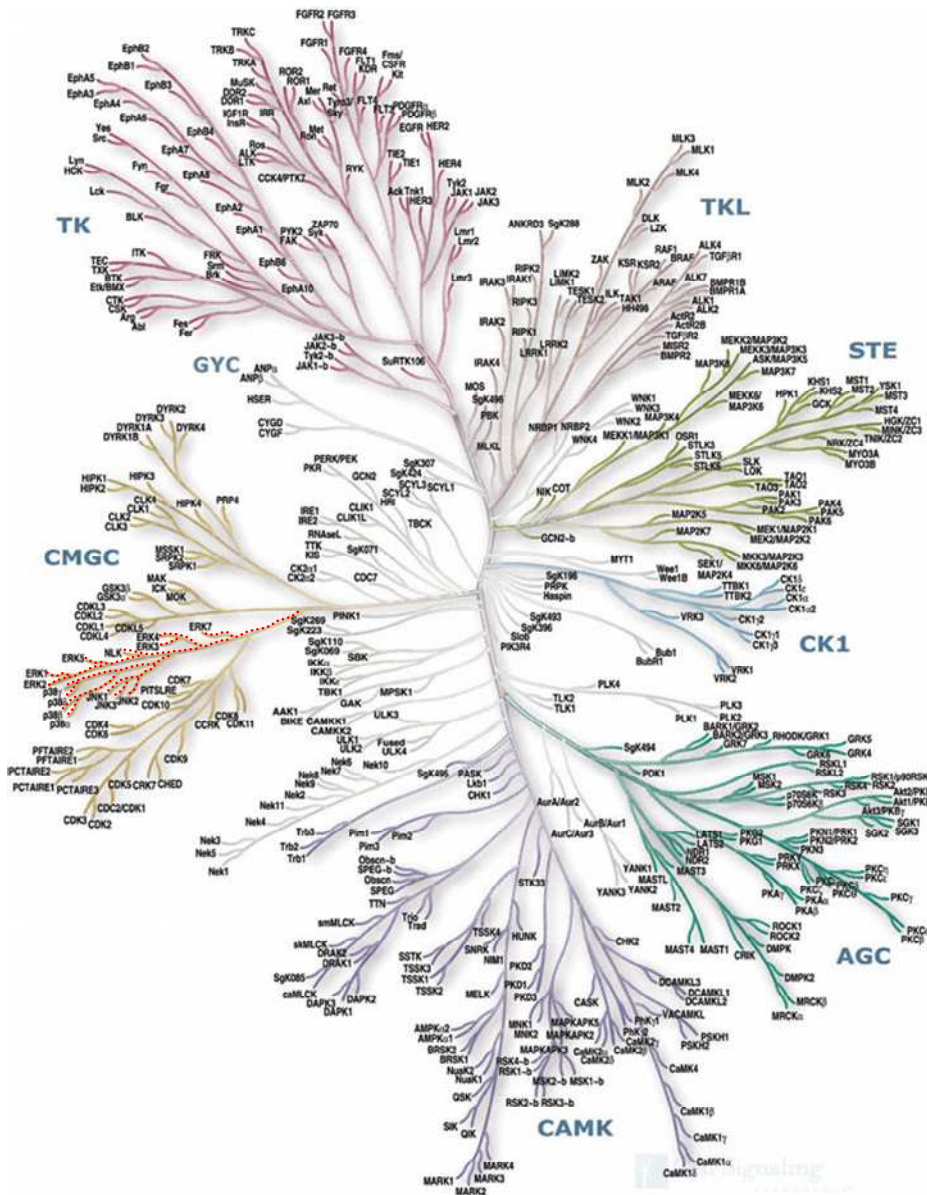 FGFR2
FGFR3
TRKC
EphB2
FGFR1
FGFR4
TRKB
FLT1
Fms/
CSFR
EphB1
TRKA
KDR
Kit
EphA5
EphB3
MuSK
ROR2
ROR1
Mer
Ret
EphA3
DDR2
Axl
Tyro3/
Sky
FLT4
PDGFRα
EphA4
DDR1
IRR
FLT3
PDGFRβ
EphA6
IGF1R
InsR
Met
Ron
EGFR
HER2
Yes
Src
EphB4
EphA7
Ros
ALK
LTK
RYK
TIE2
TIE1
HER4
Lyn
HCK
Fyn
EphA8
CCK4/PTK7
Tyk2
JAK1
JAK2
JAK3
Lck
Fgr
Ack
Tnk1
HER3
TK
BLK
EphA2
EphA1
ZAP70
Syk
PYK2
FAK
Lmr1
Lmr2
ITK
FRK
Srm
Brk
EphB6
Lmr3
TEC
TXK
BTK
Etk/BMX
EphA10
CTK
CSK
Arg
Abl
Fes
Fer
JAK3~b
JAK2~b
Tyk2~b
JAK1~b
SuRTK106
MLK3
MLK1
MLK4
MLK2
TKL
ANKRD3
SgK288
DLK
LZK
ZAK
RIPK2
LIMK2
LIMK1
KSR1
KSR2
RAF1
BRAF
ARAF
ALK4
TGFβR1
IRAK3
IRAK1
TESK1
TESK2
ILK
TAK1
HH498
ALK7
BMPR1B
BMPR1A
RIPK3
ALK1
ALK2
IRAK2
RIPK1
LRRK2
LRRK1
ActR2
ActR2B
TGFβR2
MISR2
BMPR2
IRAK4
GYC
ANPα
ANPβ
HSER
CYGD
CYGF
MOS
SgK496
PBK
MLKL
NRBP1
NRBP2
WNK1
WNK3
WNK2
WNK4
STE
MEKK2/MAP3K2
MEKK3/MAP3K3
ASK/MAP3K5
MAP3K8
MAP3K7
MEKK6/
MAP3K6
MAP3K4
MEKK1/MAP3K1
KHS1
KHS2
HPK1
GCK
MST1
MST2
YSK1
MST3
MST4
HGK/ZC1
MINK/ZC3
TNIK/ZC2
NRK/ZC4
MYO3A
MYO3B
OSR1
STLK3
STLK5
STLK6
SLK
LOK
TAO1
TAO2
TAO3
PAK1
PAK3
PAK2
PAK4
PAK5
PAK6
NIK
COT
GCN2~b
MAP2K5
MAP2K7
MEK1/MAP2K1
MEK2/MAP2K2
MKK3/MAP2K3
MKK6/MAP2K6
SEK1/
MAP2K4
DYRK2
DYRK3
DYRK1A
DYRK4
DYRK1B
HIPK1
HIPK3
HIPK2
HIPK4
PRP4
CLK4
CLK1
CLK2
CLK3
CMGC
MSSK1
SRPK2
SRPK1
MAK
ICK
MOK
GSK3β
GSK3α
CDKL3
CDKL2
CDKL1
CDKL5
CDKL4
ERK7
ERK4
ERK3
NLK
ERK5
ERK1
ERK2
p38γ
p38δ
p38β
p38α
JNK1
JNK3
JNK2
PITSLRE
CDK7
CDK10
CDK4
CDK6
CCRK
CDK8
CDK11
PFTAIRE2
PFTAIRE1
PCTAIRE2
PCTAIRE1
PCTAIRE3
CDK9
CDK5
CRK7
CHED
CDC2/CDK1
CDK3
CDK2
PERK/PEK
PKR
GCN2
SgK307
SgK424
SCYL3
SCYL1
SCYL2
HRI
CLIK1
CLIK1L
TBCK
IRE1
IRE2
RNAseL
TTK
KIS
SgK071
CK2α1
CK2α2
CDC7
PINK1
SgK269
SgK223
SgK110
SgK069
SBK
IKKα
IKKβ
IKKε
TBK1
MPSK1
GAK
AAK1
BIKE
CAMKK1
CAMKK2
ULK3
ULK1
ULK2
Fused
ULK4
Nek6
Nek7
Nek10
Nek8
Nek9
Nek2
Nek11
Nek4
Nek3
Nek5
Nek1
MYT1
Wee1
Wee1B
SgK196
PRPK
Haspin
SgK493
SgK396
Slob
PIK3R4
Bub1
BubR1
TTBK1
TTBK2
VRK3
VRK1
VRK2
CK1δ
CK1ε
CK1α
CK1α2
CK1γ2
CK1γ1
CK1γ3
CK1
PLK4
PLK3
PLK1
PLK2
TLK2
TLK1
SgK494
BARK1/GRK2
BARK2/GRK3
RHODK/GRK1
GRK5
GRK7
GRK6
GRK4
RSKL1
RSKL2
PDK1
MSK1
MSK2
p70S6K
p70S6Kβ
RSK1/p90RSK
RSK2
RSK4
RSK3
Akt2/PK
Akt1/PK
Akt3/PKBγ
SGK1
SGK2
SGK3
LATS1
LATS2
NDR1
NDR2
PKG2
PKG1
PKN1/PRK1
PKN2/PRK2
PKN3
PRKY
PRKX
YANK1
YANK2
YANK3
MASTL
MAST3
MAST2
MAST4
MAST1
PKAγ
PKAα
PKAβ
PKCγ
ROCK1
ROCK2
DMPK
CRIK
DMPK2
MRCKβ
MRCKα
AGC
SgK495
PASK
Lkb1
CHK1
AurA/Aur2
AurB/Aur1
AurC/Aur3
Trb3
Trb2
Trb1
Pim1
Pim2
Pim3
Obscn~b
SPEG~b
Obscn
SPEG
STK33
TTN
smMLCK
Trio
Trad
TSSK4
HUNK
CHK2
skMLCK
DRAK2
DRAK1
SSTK
SNRK
NIM1
TSSK3
TSSK1
TSSK2
SgK085
caMLCK
DAPK3
DAPK2
DAPK1
PKD2
PKD1
PKD3
MELK
CASK
DCAMKL3
DCAMKL1
DCAMKL2
VACAMKL
MNK1
MNK2
MAPKAPK5
MAPKAPK2
MAPKAPK3
PhKγ1
PhKγ2
PSKH1
PSKH2
AMPKα2
AMPKα1
BRSK2
BRSK1
NuaK2
NuaK1
QSK
SIK
QIK
MARK4
MARK1
MARK3
MARK2
RSK4~b
RSK1~b
MSK2~b
MSK1~b
RSK2~b
RSK3~b
CaMK2γ
CaMK2α
CaMK2β
CaMK2δ
CaMK4
CaMK1β
CaMK1γ
CaMK1α
CaMK1δ
CAMK
Signaling